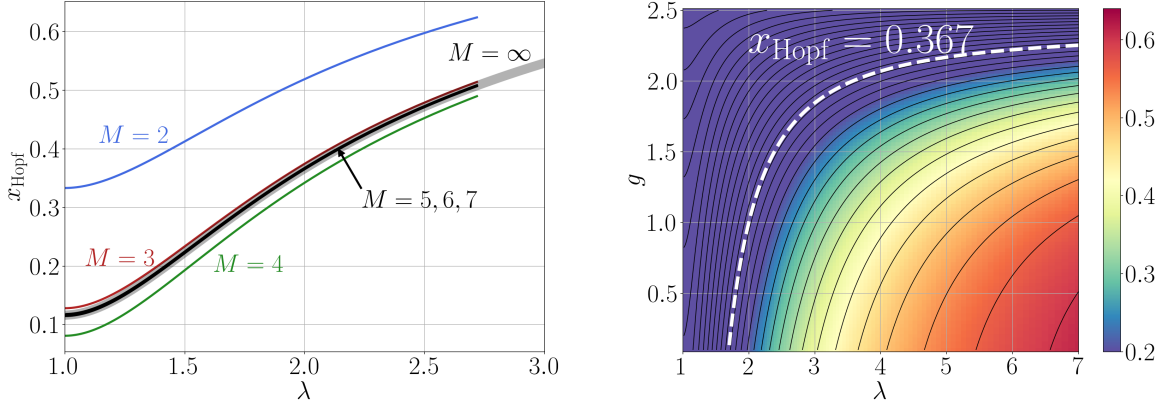 0.6
0.5
0.4
0.3
0.2
0.1
x_Hopf
M = ∞
M = 2
M = 5, 6, 7
M = 3
M = 4
1.0 1.5 2.0 2.5 3.0
λ
2.5
2.0
1.5
1.0
0.5
g
x_Hopf = 0.367
1 2 3 4 5 6 7
λ
0.6
0.5
0.4
0.3
0.2